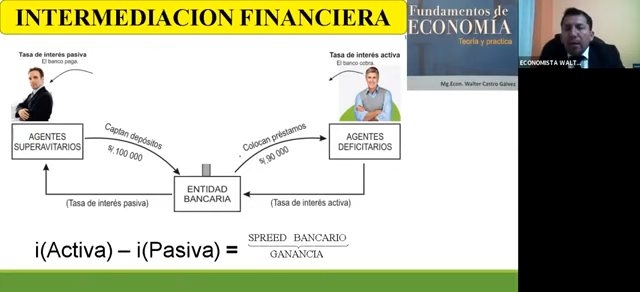 INTERMEDIACION FINANCIERA
Fundamentos de
ECONOMÍA
Teoría y práctica
Mg.Econ. Walter Castro Gálvez
ECONOMISTA WALT...
Tasa de interés pasiva
El banco paga.
Tasa de interés activa
El banco cobra.
AGENTES
SUPERAVITARIOS
Captan depósitos
S/.100 000
Colocan préstamos
S/.90 000
AGENTES
DEFICITARIOS
ENTIDAD
BANCARIA
(Tasa de interés pasiva)
(Tasa de interés activa)
i(Activa) – i(Pasiva) =
SPREED BANCARIO
GANANCIA